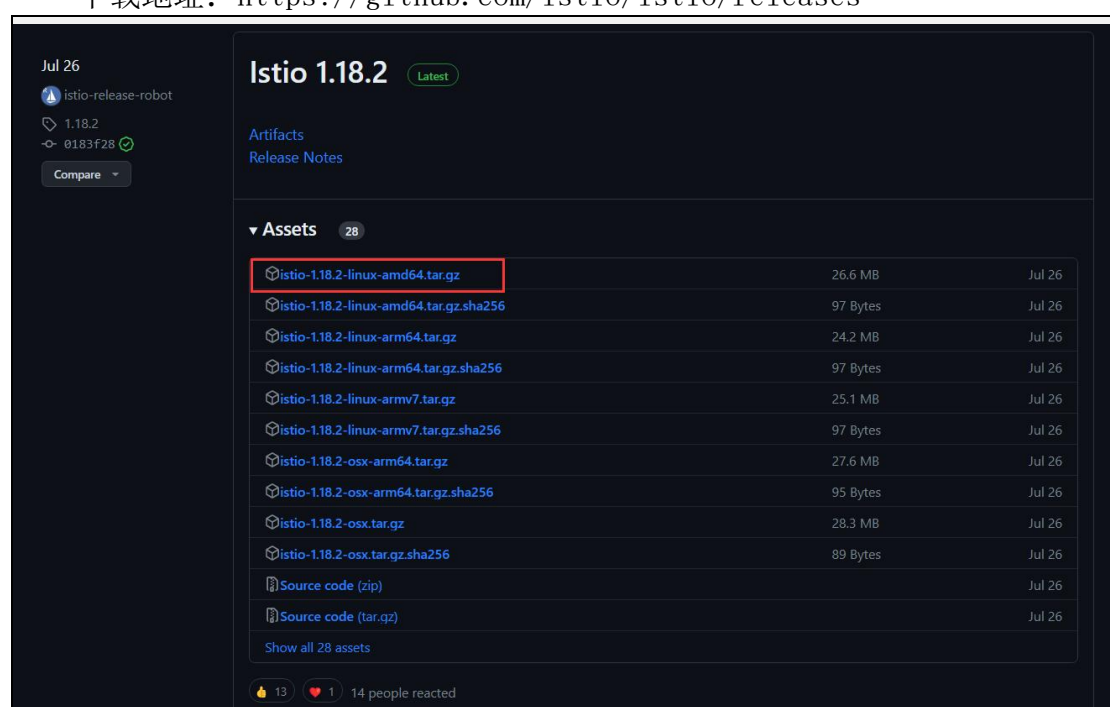 下载地址: https://github.com/istio/istio/releases
Jul 26
istio-release-robot
1.18.2
0183f28
Compare
Istio 1.18.2 Latest
Artifacts
Release Notes
Assets 28
istio-1.18.2-linux-amd64.tar.gz 26.6 MB Jul 26
istio-1.18.2-linux-amd64.tar.gz.sha256 97 Bytes Jul 26
istio-1.18.2-linux-arm64.tar.gz 24.2 MB Jul 26
istio-1.18.2-linux-arm64.tar.gz.sha256 97 Bytes Jul 26
istio-1.18.2-linux-armv7.tar.gz 25.1 MB Jul 26
istio-1.18.2-linux-armv7.tar.gz.sha256 97 Bytes Jul 26
istio-1.18.2-osx-arm64.tar.gz 27.6 MB Jul 26
istio-1.18.2-osx-arm64.tar.gz.sha256 95 Bytes Jul 26
istio-1.18.2-osx.tar.gz 28.3 MB Jul 26
istio-1.18.2-osx.tar.gz.sha256 89 Bytes Jul 26
Source code (zip) Jul 26
Source code (tar.gz) Jul 26
Show all 28 assets
👍 13 ❤️ 1 14 people reacted